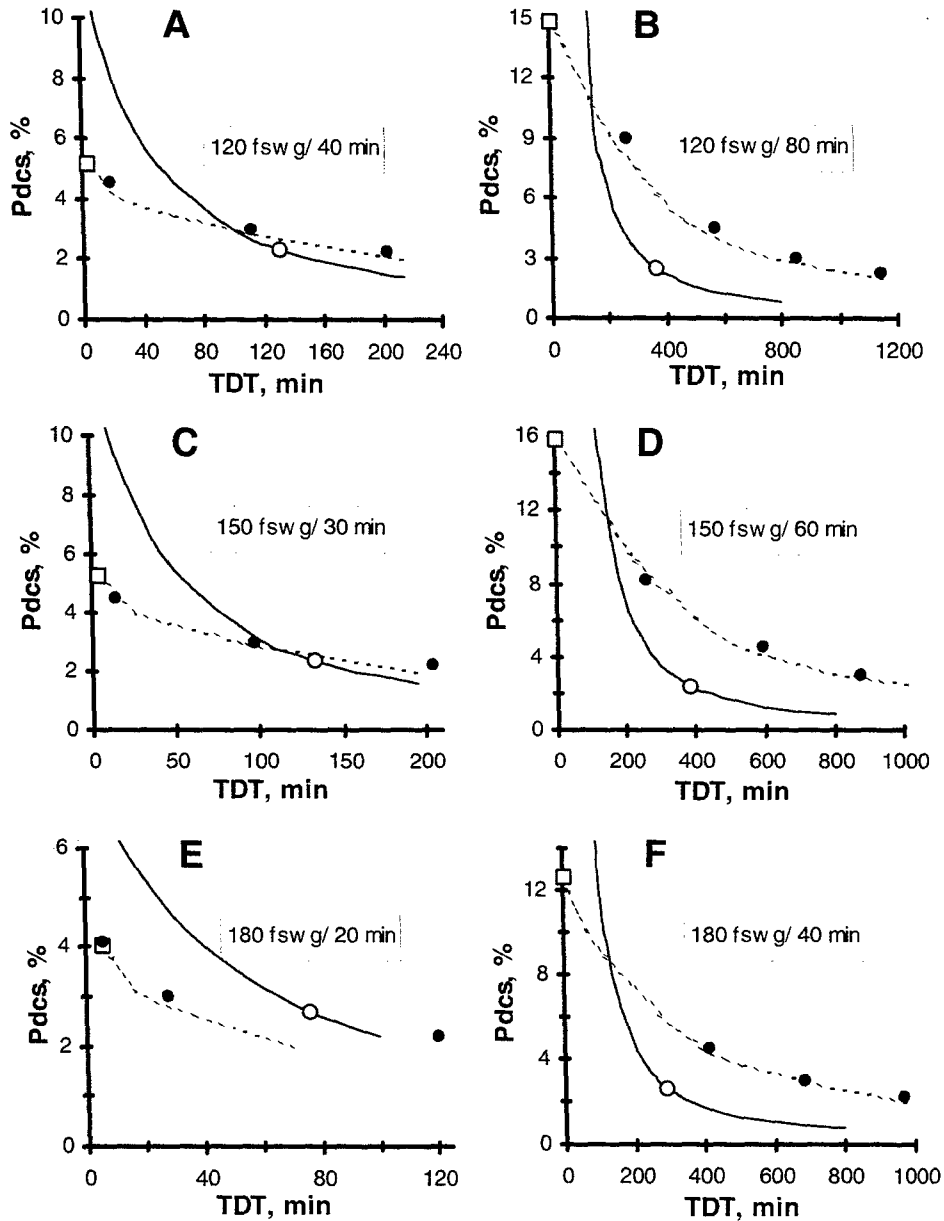 A
10
8
6
4
2
0
Pdcs, %
120 fsw g/ 40 min
0 40 80 120 160 200 240
TDT, min
B
15
12
9
6
3
0
Pdcs, %
120 fsw g/ 80 min
0 400 800 1200
TDT, min
C
10
8
6
4
2
0
Pdcs, %
150 fsw g/ 30 min
0 50 100 150 200
TDT, min
D
16
12
8
4
0
Pdcs, %
150 fsw g/ 60 min
0 200 400 600 800 1000
TDT, min
E
6
4
2
0
Pdcs, %
180 fsw g/ 20 min
0 40 80 120
TDT, min
F
12
8
4
0
Pdcs, %
180 fsw g/ 40 min
0 200 400 600 800 1000
TDT, min